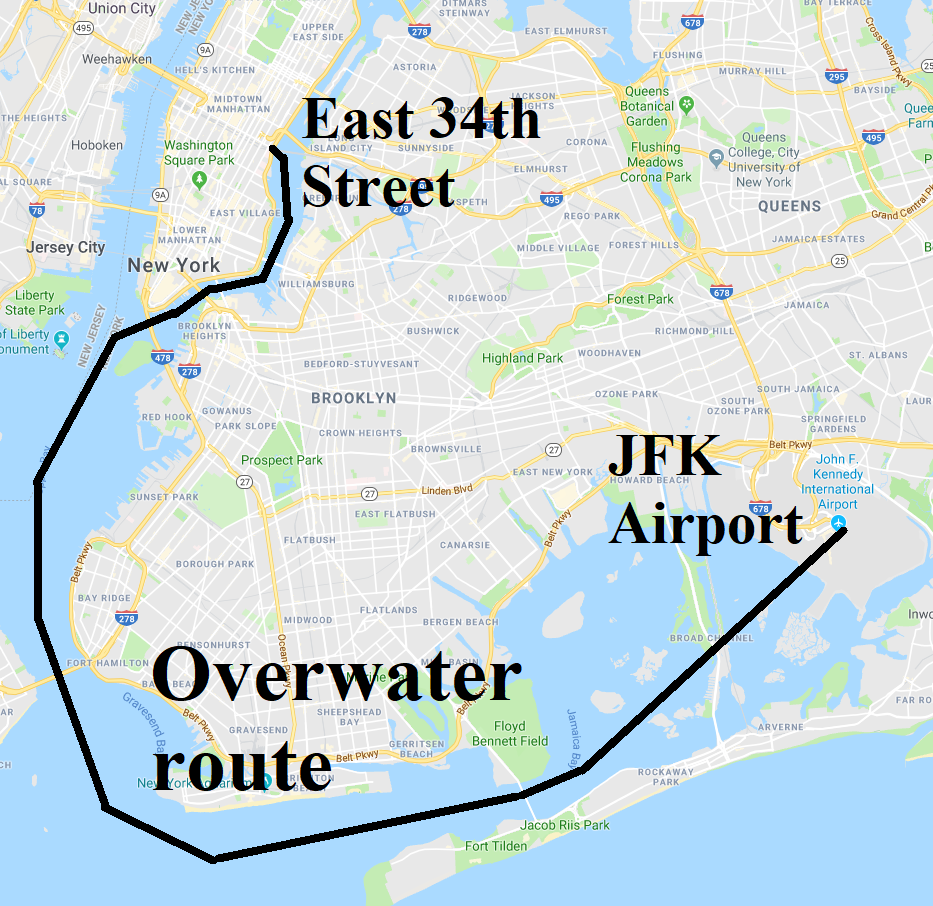 Union City
NEW JERSEY
NEW YORK
DITMARS
STEINWAY
BAY TERRACE
495
278
678
UPPER
EAST SIDE
EAST ELMHURST
Cross Island Pkwy
Weehawken
9A
FLUSHING
HELL'S KITCHEN
ASTORIA
MURRAY HILL
295
BAYSIDE
MIDTOWN
MANHATTAN
JACKSON
HEIGHTS
Queens
Botanical
Garden
THE HEIGHTS
East 34th
Street
Hoboken
Washington
Square Park
ISLAND CITY
SUNNYSIDE
CORONA
Flushing
Meadows
Corona Park
Queens
College, City
University of
New York
495
AL SQUARE
ELMHURST
78
9A
EAST VILLAGE
278
SPETH
495
REGO PARK
QUEENS
Grand Central Pk
Jersey City
LOWER
MANHATTAN
MIDDLE VILLAGE
FOREST HILLS
JAMAICA ESTATES
New York
25
Liberty
State Park
WILLIAMSBURG
RIDGEWOOD
Forest Park
678
JAMAICA
of Liberty
onument
NEW JERSEY
BROOKLYN
HEIGHTS
BUSHWICK
RICHMOND HILL
478
278
BEDFORD-STUYVESANT
Highland Park
WOODHAVEN
ST. ALBANS
BROOKLYN
OZONE PARK
SOUTH JAMAICA
SOUTH
OZONE PARK
LAUR
RED HOOK
GOWANUS
PARK SLOPE
CROWN HEIGHTS
BROWNSVILLE
SPRINGFIELD
GARDENS
Belt Pkwy
Prospect Park
27
EAST NEW YORK
JFK
Airport
HOWARD BEACH
John F.
Kennedy
International
Airport
27
27
Linden Blvd
SUNSET PARK
EAST FLATBUSH
678
Belt Pkwy
FLATBUSH
CANARSIE
Belt Pkwy
BOROUGH PARK
BAY RIDGE
278
FLATLANDS
MIDWOOD
BERGEN BEACH
Inwo
BROAD CHANNEL
BENSONHURST
Ocean Pkwy
FORT HAMILTON
Overwater
route
Marine Pa
BASIN
Belt Pkwy
Gravesend Ba
Belt Pkwy
SHEEPSHEAD
BAY
GRAVESEND
Floyd
Bennett Field
Jamaica Bay
FAR RO
ARVERNE
GERRITSEN
BEACH
Belt Pkwy
ROCKAWAY
PARK
Jacob Riis Park
Fort Tilden